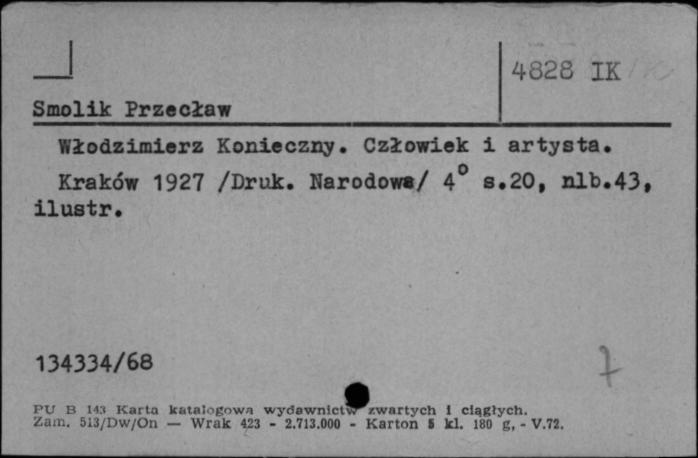 4828 IK
Smolik Przecław
Włodzimierz Konieczny. Człowiek i artysta.
Kraków 1927 /Druk. Narodowa/ 4° s.20, nlb.43,
ilustr.
134334/68
7
PU B 143 Karta katalogowa wydawnictw zwartych i ciągłych.
Zam. 513/Dw/On — Wrak 423 - 2.713.000 - Karton 5 kl. 180 g, - V.72.